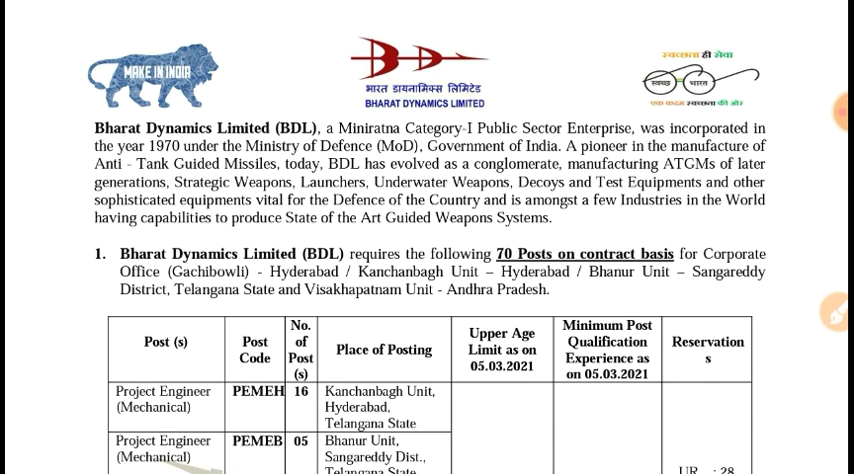 MAKE IN INDIA
भारत डायनामिक्स लिमिटेड
BHARAT DYNAMICS LIMITED
स्वच्छता ही सेवा
स्वच्छ भारत
एक कदम स्वच्छता की ओर
Bharat Dynamics Limited (BDL), a Miniratna Category-I Public Sector Enterprise, was incorporated in
the year 1970 under the Ministry of Defence (MoD), Government of India. A pioneer in the manufacture of
Anti - Tank Guided Missiles, today, BDL has evolved as a conglomerate, manufacturing ATGMs of later
generations, Strategic Weapons, Launchers, Underwater Weapons, Decoys and Test Equipments and other
sophisticated equipments vital for the Defence of the Country and is amongst a few Industries in the World
having capabilities to produce State of the Art Guided Weapons Systems.
1. Bharat Dynamics Limited (BDL) requires the following 70 Posts on contract basis for Corporate
Office (Gachibowli) - Hyderabad / Kanchanbagh Unit – Hyderabad / Bhanur Unit – Sangareddy
District, Telangana State and Visakhapatnam Unit - Andhra Pradesh.
Post (s)
Post
Code
No.
of
Post
(s)
Place of Posting
Upper Age
Limit as on
05.03.2021
Minimum Post
Qualification
Experience as
on 05.03.2021
Reservation
s
Project Engineer
(Mechanical)
PEMEH
16
Kanchanbagh Unit,
Hyderabad,
Telangana State
Project Engineer
(Mechanical)
PEMEB
05
Bhanur Unit,
Sangareddy Dist.,
Telangana State
UR : 28